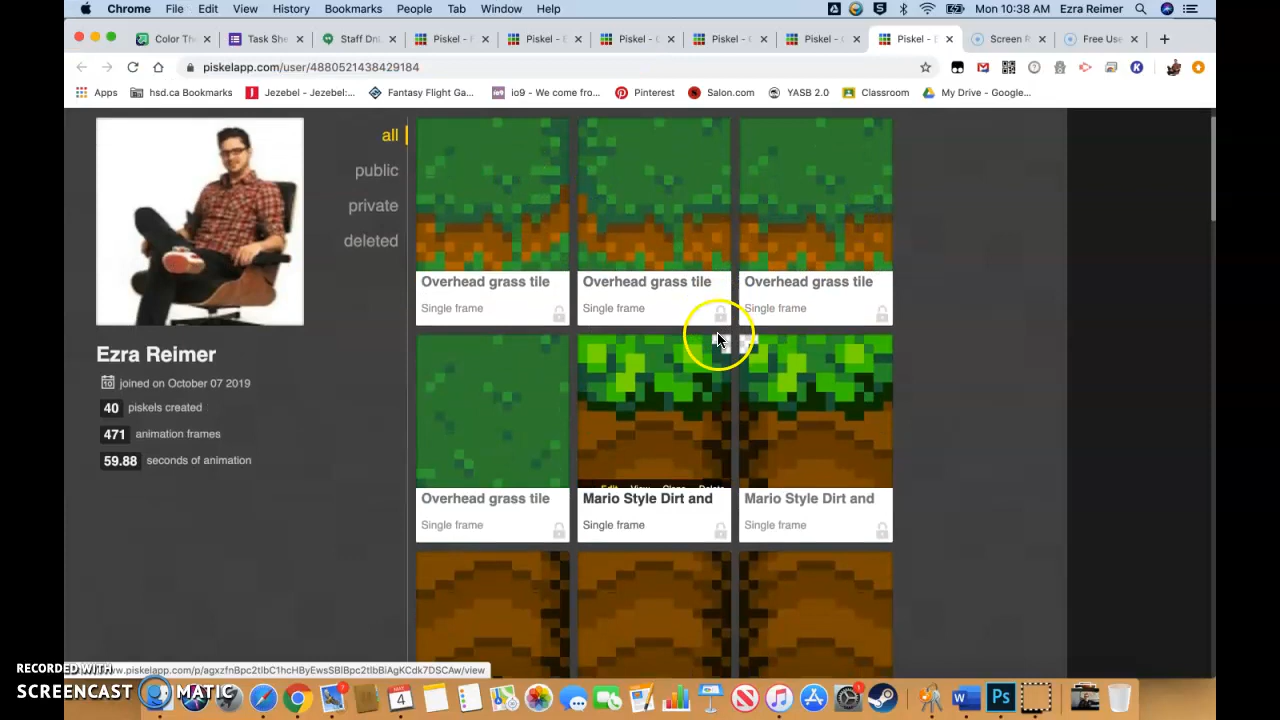 Chrome File Edit View History Bookmarks People Tab Window Help Mon 10:38 AM Ezra Reimer
Color Th Task She Staff Dn Piskel - Piskel - Piskel - Piskel - Piskel - Piskel - Screen R Free Use
piskelapp.com/user/4880521438429184
Apps hsd.ca Bookmarks Jezebel - Jezebel:... Fantasy Flight Ga... io9 - We come fro... Pinterest Salon.com YASB 2.0 Classroom My Drive - Google...
all
public
private
deleted
Overhead grass tile Overhead grass tile Overhead grass tile
Single frame Single frame Single frame
Ezra Reimer
joined on October 07 2019
40 piskels created
471 animation frames
59.88 seconds of animation
Edit View Clone Delete
Overhead grass tile Mario Style Dirt and Mario Style Dirt and
Single frame Single frame Single frame
RECORDED WITH
SCREENCAST MATIC